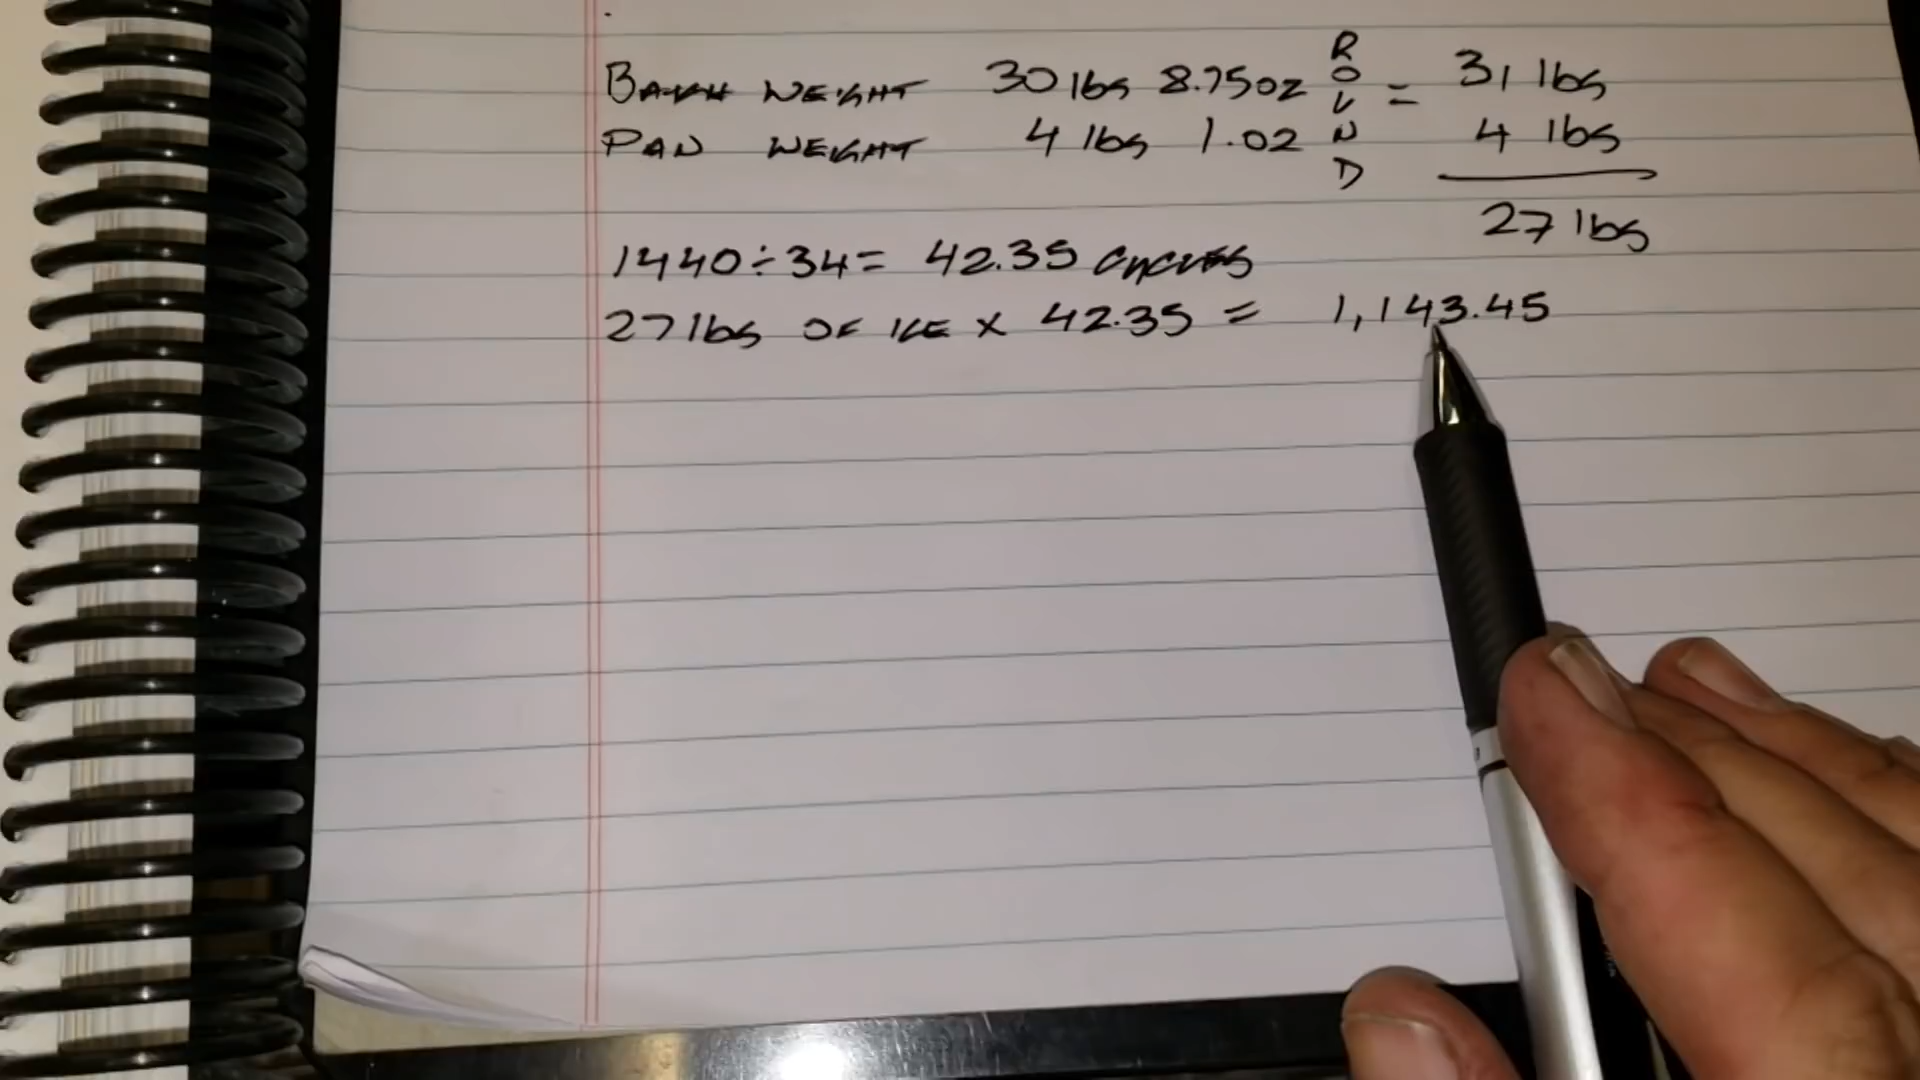 BATCH WEIGHT 30 lbs 8.75oz ROUND = 31 lbs
PAN WEIGHT 4 lbs 1.02 4 lbs
27 lbs
1440÷34= 42.35 CYCLES
27 lbs OF ICE X 42.35 = 1,143.45